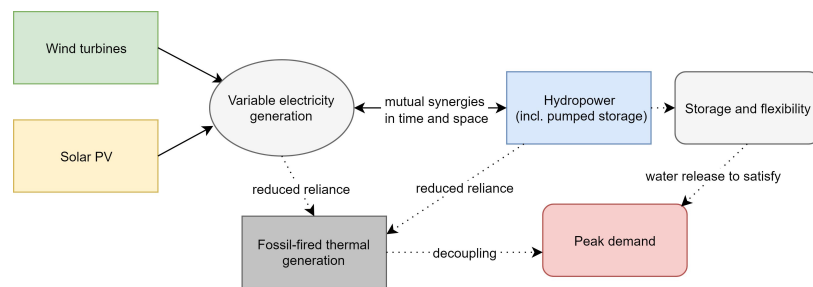 Wind turbines
Solar PV
Variable electricity
generation
mutual synergies
in time and space
Hydropower
(incl. pumped storage)
Storage and flexibility
reduced reliance
reduced reliance
water release to satisfy
Fossil-fired thermal
generation
decoupling
Peak demand